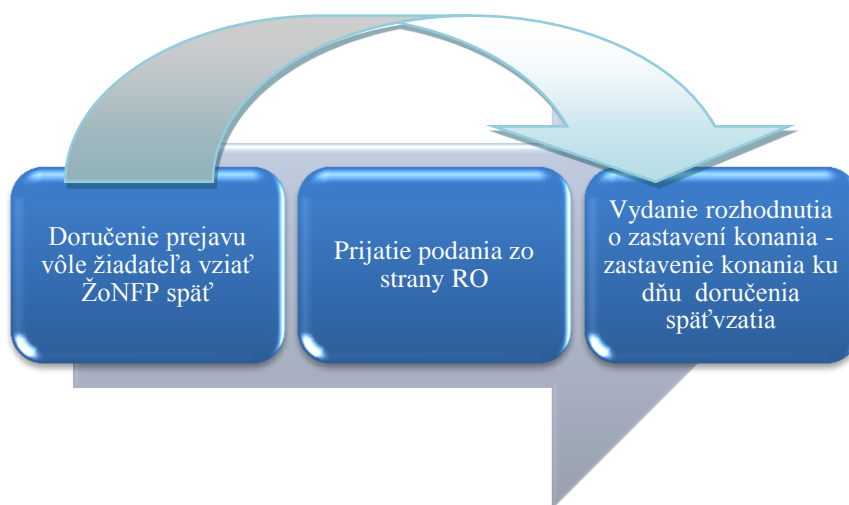 Doručenie prejavu
vôle žiadateľa vziať
ŽoNFP späť
Prijatie podania zo
strany RO
Vydanie rozhodnutia
o zastavení konania -
zastavenie konania ku
dňu doručenia
späťvzatia